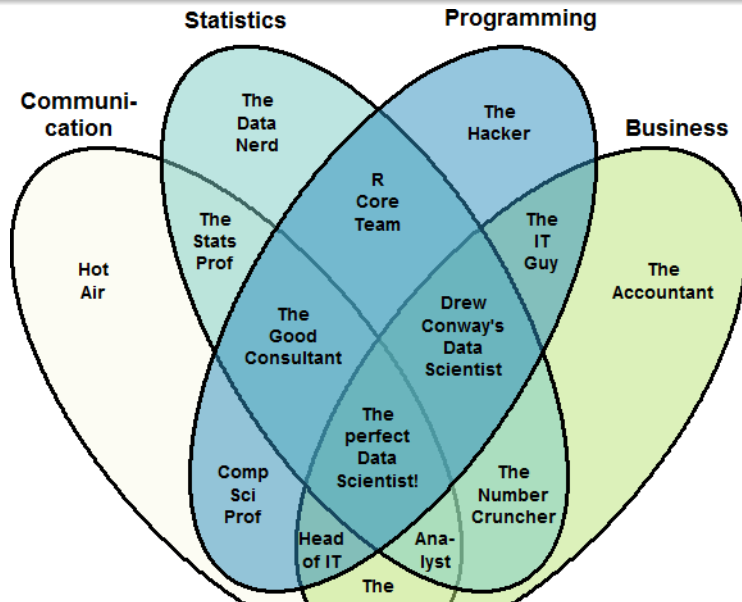 Statistics
Programming
Communi-
cation
Business
The
Data
Nerd
The
Hacker
R
Core
Team
The
Stats
Prof
The
IT
Guy
Hot
Air
The
Accountant
The
Good
Consultant
Drew
Conway's
Data
Scientist
The
perfect
Data
Scientist!
Comp
Sci
Prof
The
Number
Cruncher
Head
of IT
Ana-
lyst
The